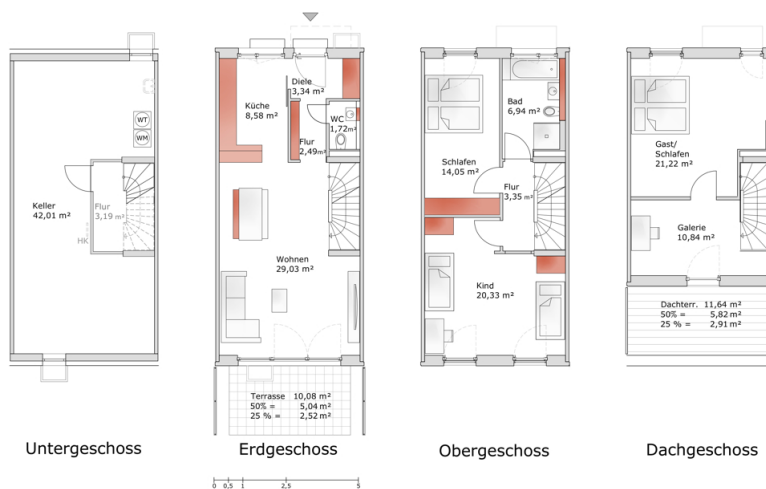 WT
WM
Keller
42,01 m²
Flur
3,19 m²
HK
Untergeschoss
Diele
3,34 m²
Küche
8,58 m²
WC
1,72m²
Flur
2,49m²
Wohnen
29,03 m²
Terrasse 10,08 m²
50% = 5,04 m²
25 % = 2,52 m²
Erdgeschoss
0 0,5 1 2,5 5
Bad
6,94 m²
Schlafen
14,05 m²
Flur
3,35 m²
Kind
20,33 m²
Obergeschoss
Gast/
Schlafen
21,22 m²
Galerie
10,84 m²
Dachterr. 11,64 m²
50% = 5,82 m²
25 % = 2,91 m²
Dachgeschoss